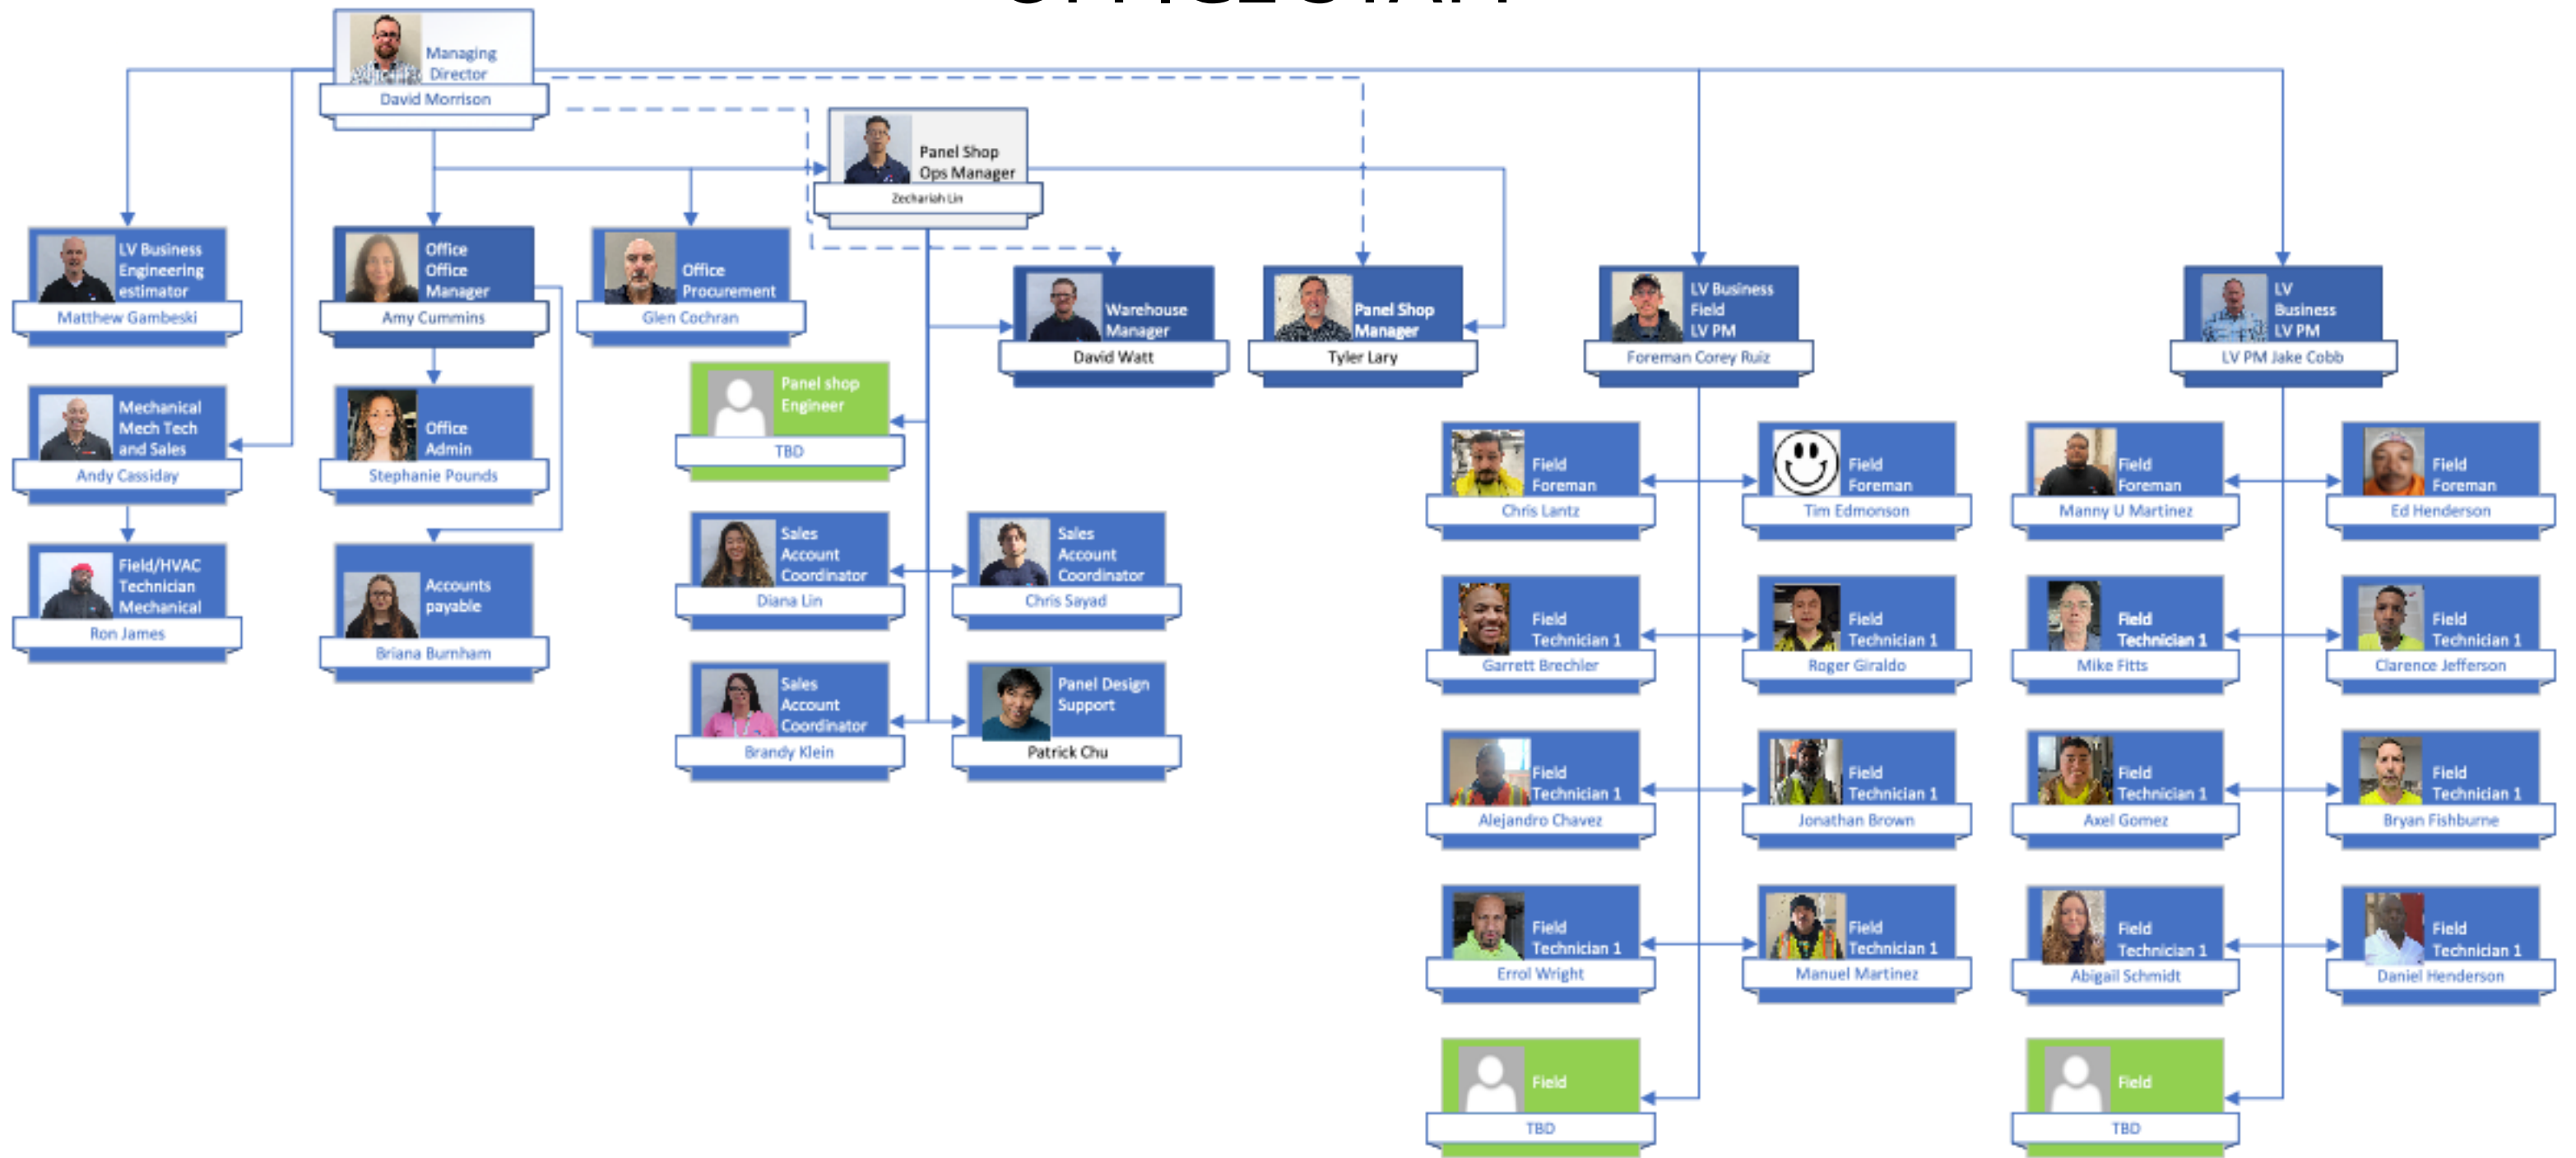 OFFICE STAFF
Managing
Director
David Morrison
Panel Shop
Ops Manager
Zechariah Lin
LV Business
Engineering
estimator
Matthew Gambeski
Office
Office
Manager
Amy Cummins
Office
Procurement
Glen Cochran
Warehouse
Manager
David Watt
Panel Shop
Manager
Tyler Lary
LV Business
Field
LV PM
Foreman Corey Ruiz
LV
Business
LV PM
LV PM Jake Cobb
Mechanical
Mech Tech
and Sales
Andy Cassiday
Office
Admin
Stephanie Pounds
Panel shop
Engineer
TBD
Field/HVAC
Technician
Mechanical
Ron James
Accounts
payable
Briana Burnham
Sales
Account
Coordinator
Diana Lin
Sales
Account
Coordinator
Chris Sayad
Sales
Account
Coordinator
Brandy Klein
Panel Design
Support
Patrick Chu
Field
Foreman
Chris Lantz
Field
Foreman
Tim Edmonson
Field
Foreman
Manny U Martinez
Field
Foreman
Ed Henderson
Field
Technician 1
Garrett Brechler
Field
Technician 1
Roger Giraldo
Field
Technician 1
Mike Fitts
Field
Technician 1
Clarence Jefferson
Field
Technician 1
Alejandro Chavez
Field
Technician 1
Jonathan Brown
Field
Technician 1
Axel Gomez
Field
Technician 1
Bryan Fishburne
Field
Technician 1
Errol Wright
Field
Technician 1
Manuel Martinez
Field
Technician 1
Abigail Schmidt
Field
Technician 1
Daniel Henderson
Field
TBD
Field
TBD